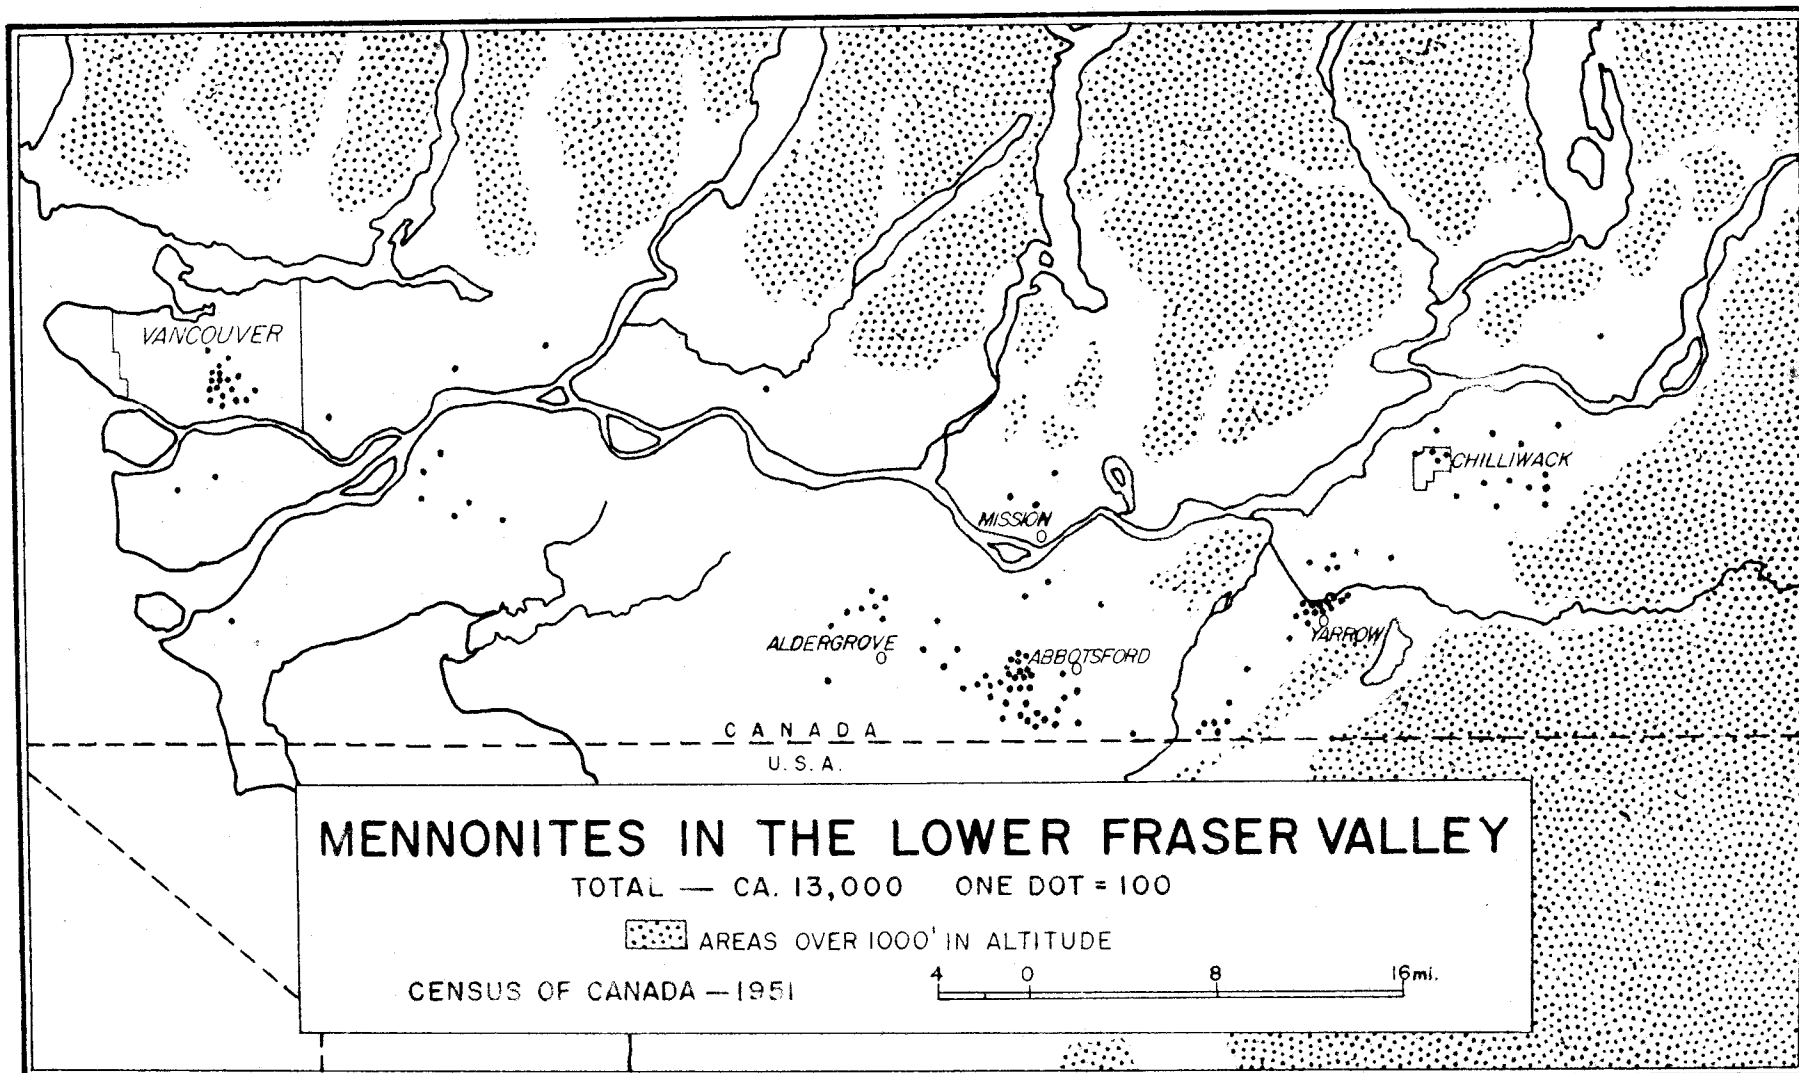 VANCOUVER
CHILLIWACK
MISSION
YARROW
ALDERGROVE
ABBOTSFORD
CANADA
U.S.A.
MENNONITES IN THE LOWER FRASER VALLEY
TOTAL — CA. 13,000 ONE DOT = 100
AREAS OVER 1000' IN ALTITUDE
4 0 8 16mi.
CENSUS OF CANADA — 1951